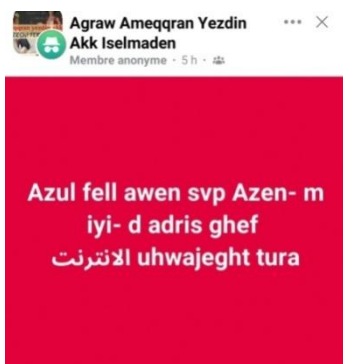 Agraw Ameqqran Yezdin
Akk Iselmaden
Membre anonyme · 5 h ·
Azul fell awen svp Azen- m
iyi- d adris ghef
الانترنت uhwajeght tura